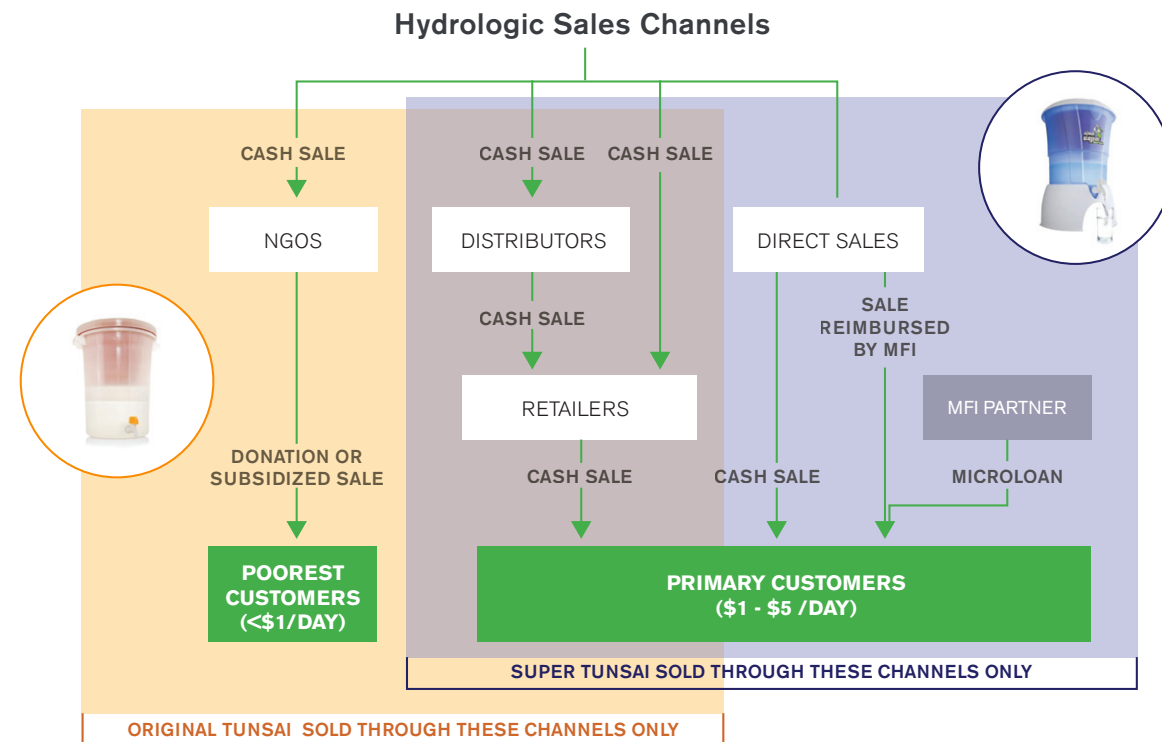 Hydrologic Sales Channels
CASH SALE
CASH SALE
CASH SALE
NGOS
DISTRIBUTORS
DIRECT SALES
CASH SALE
SALE
REIMBURSED
BY MFI
RETAILERS
MFI PARTNER
DONATION OR
SUBSIDIZED SALE
CASH SALE
CASH SALE
MICROLOAN
POOREST
CUSTOMERS
(<$1/DAY)
PRIMARY CUSTOMERS
($1 - $5 /DAY)
SUPER TUNSAI SOLD THROUGH THESE CHANNELS ONLY
ORIGINAL TUNSAI SOLD THROUGH THESE CHANNELS ONLY